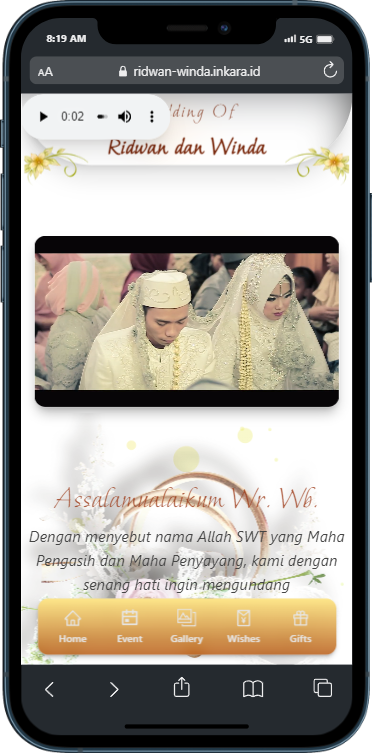 8:19 AM 5G
AA ridwan-winda.inkara.id
0:02
Of
Ridwan dan Winda
Assalamualaikum Wr. Wb.
Dengan menyebut nama Allah SWT yang Maha
Pengasih dan Maha Penyayang, kami dengan
senang hati ingin mengundang
Home Event Gallery Wishes Gifts